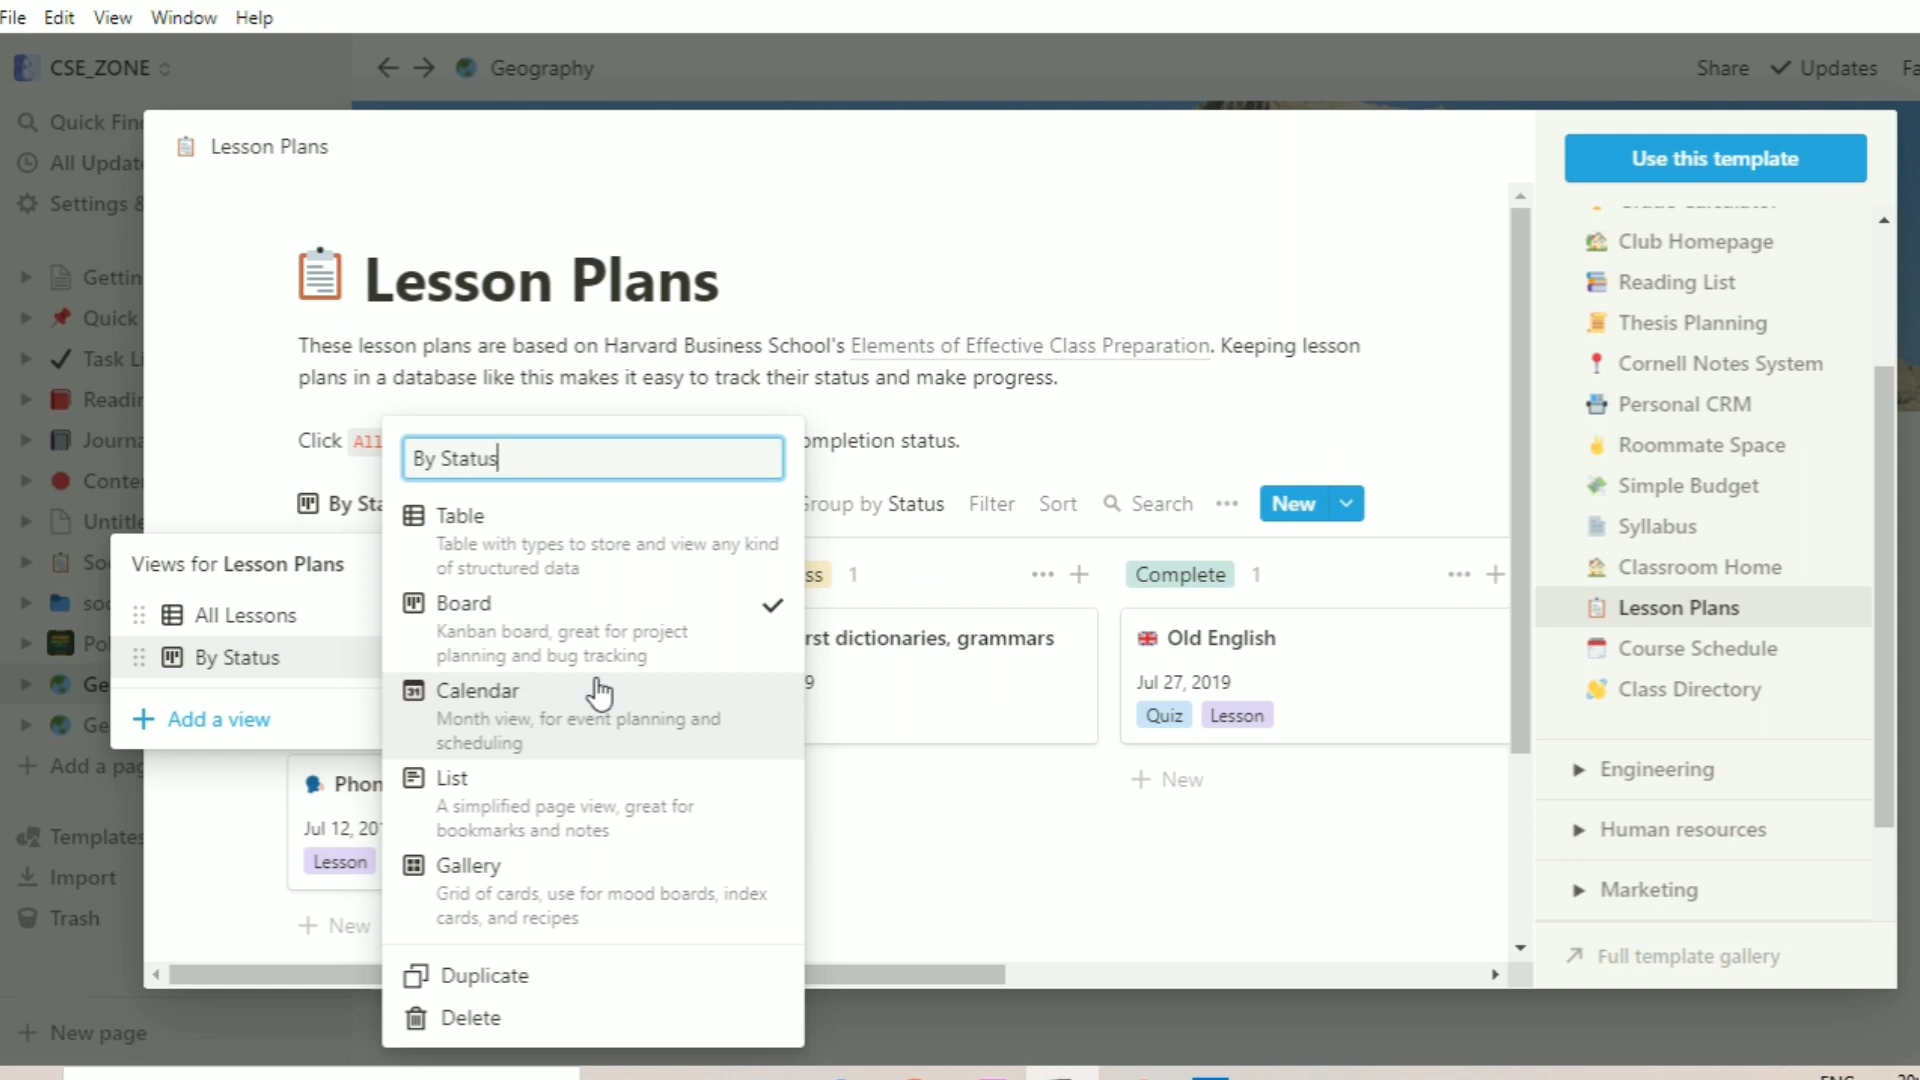 File Edit View Window Help
CSE_ZONE
Geography
Share Updates
Quick Fin
All Updat
Settings &
Gettin
Quick
Task Li
Readin
Journa
Conte
Untitle
So
soc
Pol
Ge
Ge
Add a pag
Templates
Import
Trash
New page
Lesson Plans
Lesson Plans
These lesson plans are based on Harvard Business School's Elements of Effective Class Preparation. Keeping lesson
plans in a database like this makes it easy to track their status and make progress.
Click All ompletion status.
By Sta Group by Status Filter Sort Search New
ss 1
Complete 1
rst dictionaries, grammars
9
Old English
Jul 27, 2019
Quiz Lesson
New
Phon
Jul 12, 20
Lesson
New
Views for Lesson Plans
All Lessons
By Status
Add a view
By Status
Table
Table with types to store and view any kind
of structured data
Board
Kanban board, great for project
planning and bug tracking
Calendar
Month view, for event planning and
scheduling
List
A simplified page view, great for
bookmarks and notes
Gallery
Grid of cards, use for mood boards, index
cards, and recipes
Duplicate
Delete
Use this template
Club Homepage
Reading List
Thesis Planning
Cornell Notes System
Personal CRM
Roommate Space
Simple Budget
Syllabus
Classroom Home
Lesson Plans
Course Schedule
Class Directory
Engineering
Human resources
Marketing
Full template gallery